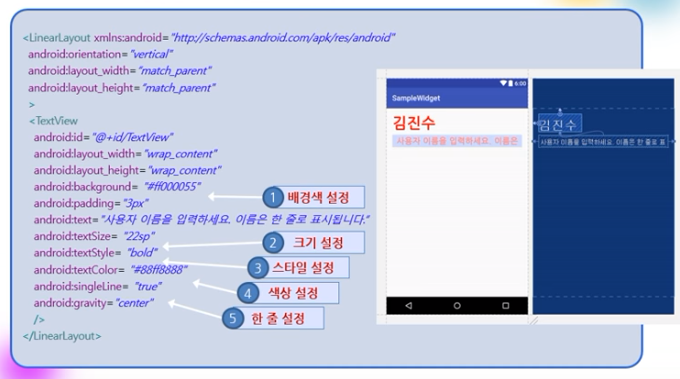 <LinearLayout xmlns:android="http://schemas.android.com/apk/res/android"
android:orientation="vertical"
android:layout_width="match_parent"
android:layout_height="match_parent"
>
<TextView
android:id="@+id/TextView"
android:layout_width="wrap_content"
android:layout_height="wrap_content"
android:background= "#ff000055"
android:padding="3px"
android:text="사용자 이름을 입력하세요. 이름은 한 줄로 표시됩니다."
android:textSize= "22sp"
android:textStyle= "bold"
android:textColor= "#88ff8888"
android:singleLine= "true"
android:gravity="center"
/>
</LinearLayout>
1 배경색 설정
2 크기 설정
3 스타일 설정
4 색상 설정
5 한 줄 설정
6:00
SampleWidget
김진수
사용자 이름을 입력하세요. 이름은
김진수
사용자 이름을 입력하세요. 이름은 한 줄로 표